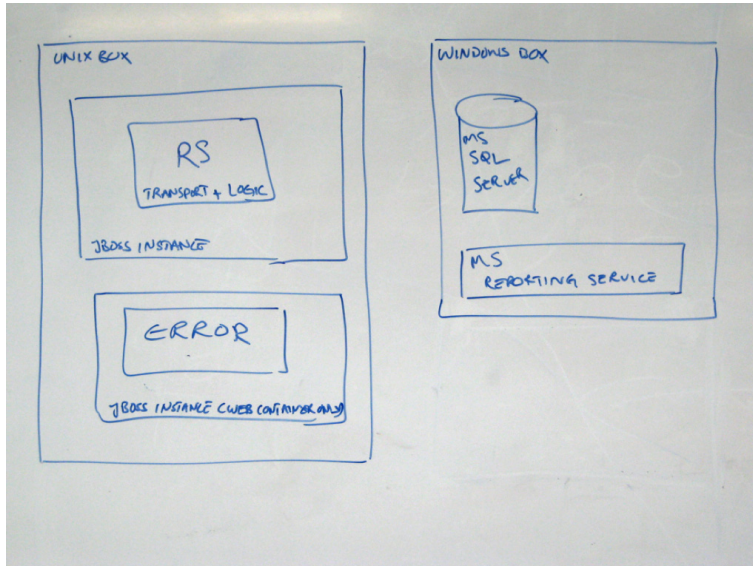 UNIX BOX
RS
TRANSPORT + LOGIC
JBOSS INSTANCE
ERROR
JBOSS INSTANCE (WEB CONTAINER ONLY)
WINDOWS BOX
MS
SQL
SERVER
MS
REPORTING SERVICE